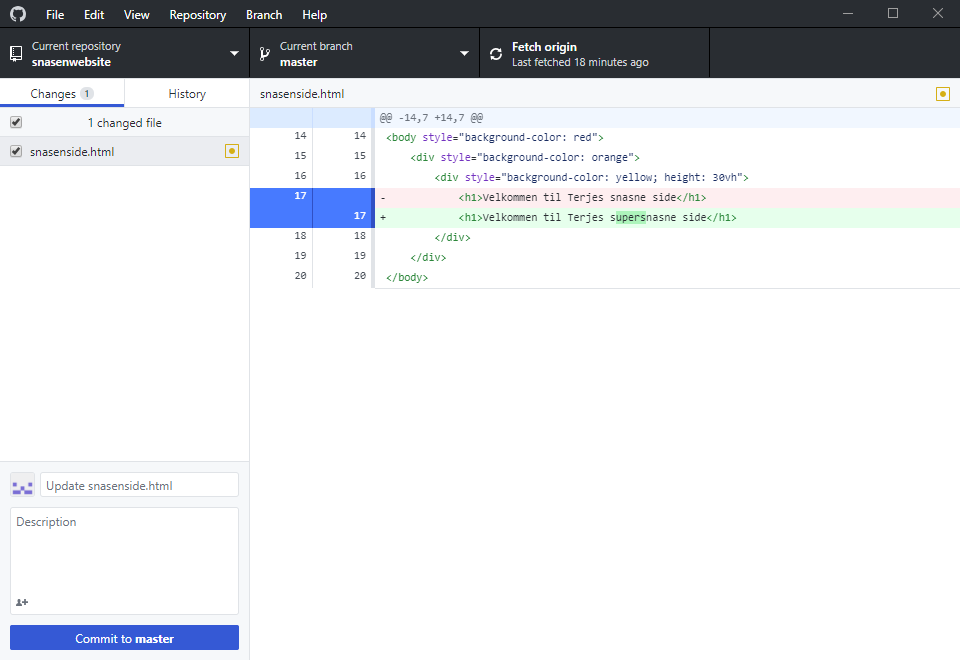 File Edit View Repository Branch Help
Current repository
snasenwebsite
Current branch
master
Fetch origin
Last fetched 18 minutes ago
Changes 1 History
snasenside.html
1 changed file
snasenside.html
@@ -14,7 +14,7 @@
14 14 <body style="background-color: red">
15 15 <div style="background-color: orange">
16 16 <div style="background-color: yellow; height: 30vh">
17 - <h1>Velkommen til Terjes snasne side</h1>
17 + <h1>Velkommen til Terjes supersnasne side</h1>
18 18 </div>
19 19 </div>
20 20 </body>
Update snasenside.html
Description
Commit to master